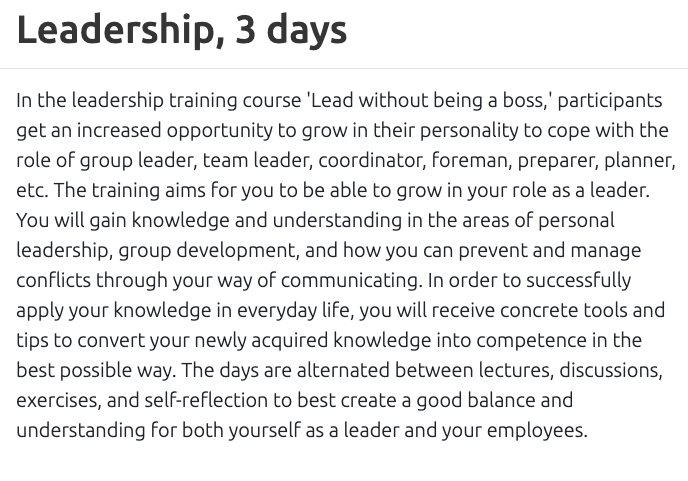 Leadership, 3 days
In the leadership training course 'Lead without being a boss,' participants
get an increased opportunity to grow in their personality to cope with the
role of group leader, team leader, coordinator, foreman, preparer, planner,
etc. The training aims for you to be able to grow in your role as a leader.
You will gain knowledge and understanding in the areas of personal
leadership, group development, and how you can prevent and manage
conflicts through your way of communicating. In order to successfully
apply your knowledge in everyday life, you will receive concrete tools and
tips to convert your newly acquired knowledge into competence in the
best possible way. The days are alternated between lectures, discussions,
exercises, and self-reflection to best create a good balance and
understanding for both yourself as a leader and your employees.